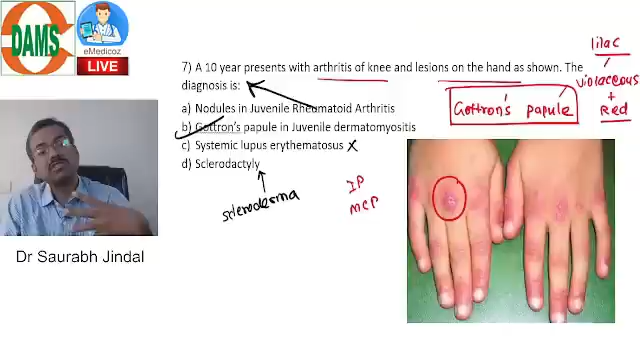 DAMS
eMedicoz
LIVE
7) A 10 year presents with arthritis of knee and lesions on the hand as shown. The
diagnosis is:
a) Nodules in Juvenile Rheumatoid Arthritis
b) Gottron's papule in Juvenile dermatomyositis
c) Systemic lupus erythematosus x
d) Sclerodactyly
scleroderma
IP
MCP
lilac
violaceous
+
Red
Gottron's papule
Dr Saurabh Jindal